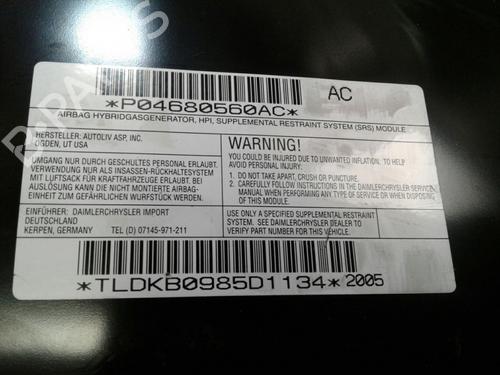 *P04680560AC*
AC
AIRBAG HYBRIDGASGENERATOR, HPI, SUPPLEMENTAL RESTRAINT SYSTEM (SRS) MODULE
HERSTELLER: AUTOLIV ASP, INC.
OGDEN, UT USA
UMGANG NUR DURCH GESCHULTES PERSONAL ERLAUBT.
VERWENDUNG NUR ALS INSASSEN-RÜCKHALTESYSTEM
MIT LUFTSACK FÜR KRAFTFAHRZEUGE ERLAUBT. BEI
AUSLÖSUNG KANN DIE NICHT MONTIERTE AIRBAG-
EINHEIT ZUM GEFÄHRLICHEN WURFSTÜCK WERDEN.
EINFÜHRER: DAIMLERCHRYSLER IMPORT
DEUTSCHLAND
KERPEN, GERMANY TEL (D) 07145-971-211
WARNING!
YOU COULD BE INJURED DUE TO UNWANTED INFLATION. TO HELP
AVOID PERSONAL INJURY:
1. DO NOT TAKE APART, CRUSH OR PUNCTURE.
2. CAREFULLY FOLLOW INSTRUCTIONS IN THE DAIMLERCHRYSLER SERVICE
MANUAL WHEN PERFORMING ANY TYPE OF SERVICE OR WHEN DISPOSING
OF THIS MODULE.
USE ONLY A SPECIFIED SUPPLEMENTAL RESTRAINT
SYSTEM. SEE DAIMLERCHRYSLER DEALER TO
VERIFY PART NUMBER FOR THIS VEHICLE.
*TLDKB0985D1134* 2005